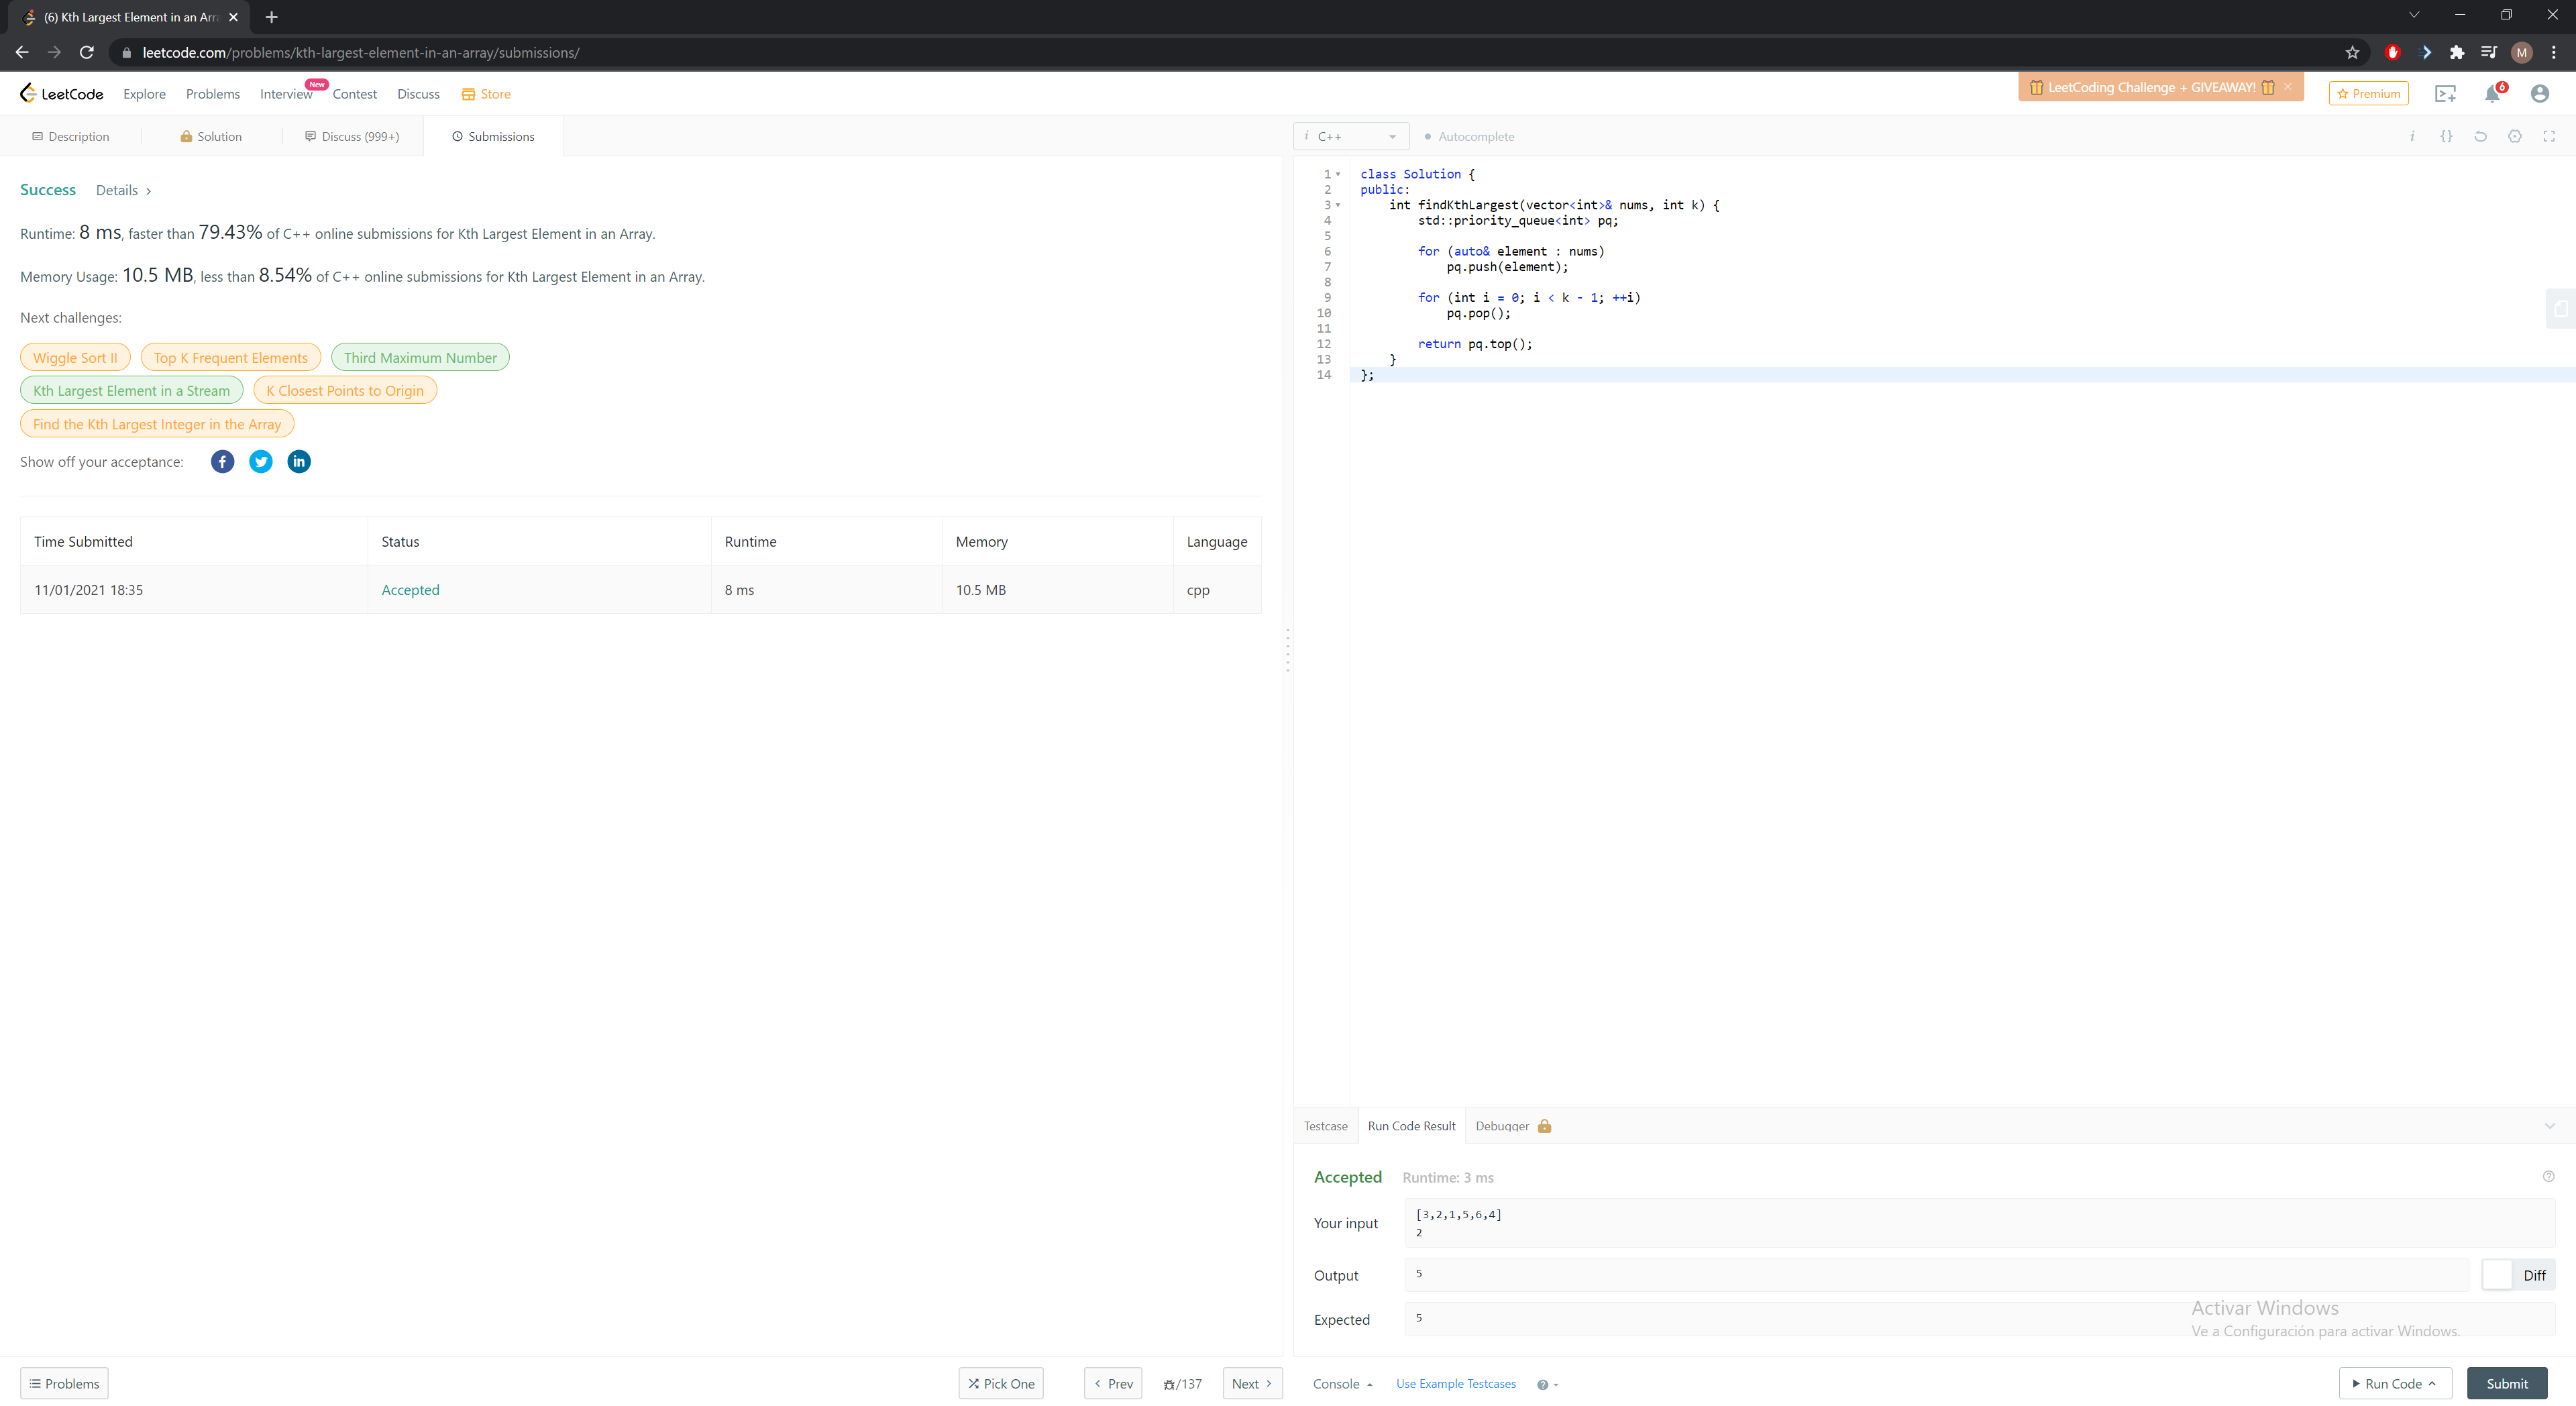 (6) Kth Largest Element in an Arra
leetcode.com/problems/kth-largest-element-in-an-array/submissions/
M
LeetCode Explore Problems Interview New Contest Discuss Store
LeetCoding Challenge + GIVEAWAY!
Premium
6
Description Solution Discuss (999+) Submissions
i C++ Autocomplete
Success Details
Runtime: 8 ms, faster than 79.43% of C++ online submissions for Kth Largest Element in an Array.
Memory Usage: 10.5 MB, less than 8.54% of C++ online submissions for Kth Largest Element in an Array.
Next challenges:
Wiggle Sort II Top K Frequent Elements Third Maximum Number
Kth Largest Element in a Stream K Closest Points to Origin
Find the Kth Largest Integer in the Array
Show off your acceptance:
Time Submitted Status Runtime Memory Language
11/01/2021 18:35 Accepted 8 ms 10.5 MB cpp
1 class Solution {
2 public:
3 int findKthLargest(vector<int>& nums, int k) {
4 std::priority_queue<int> pq;
5
6 for (auto& element : nums)
7 pq.push(element);
8
9 for (int i = 0; i < k - 1; ++i)
10 pq.pop();
11
12 return pq.top();
13 }
14 };
Testcase Run Code Result Debugger
Accepted Runtime: 3 ms
Your input
[3,2,1,5,6,4]
2
Output 5 Diff
Expected 5
Activar Windows
Ve a Configuración para activar Windows.
Problems Pick One Prev /137 Next
Console Use Example Testcases Run Code Submit